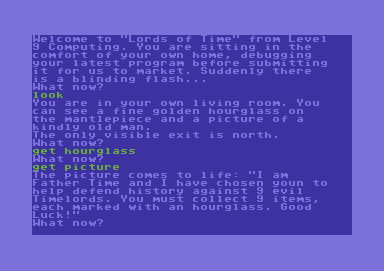 Welcome to "Lords of Time" from Level
9 Computing. You are sitting in the
comfort of your own home, debugging
your latest program before submitting
it for us to market. Suddenly there
is a blinding flash...
What now?
look
You are in your own living room. You
can see a fine golden hourglass on
the mantlepiece and a picture of a
kindly old man.
The only visible exit is north.
What now?
get hourglass
What now?
get picture
The picture comes to life: "I am
Father Time and I have chosen youn to
help defend history against 9 evil
Timelords. You must collect 9 items,
each marked with an hourglass. Good
Luck!"
What now?